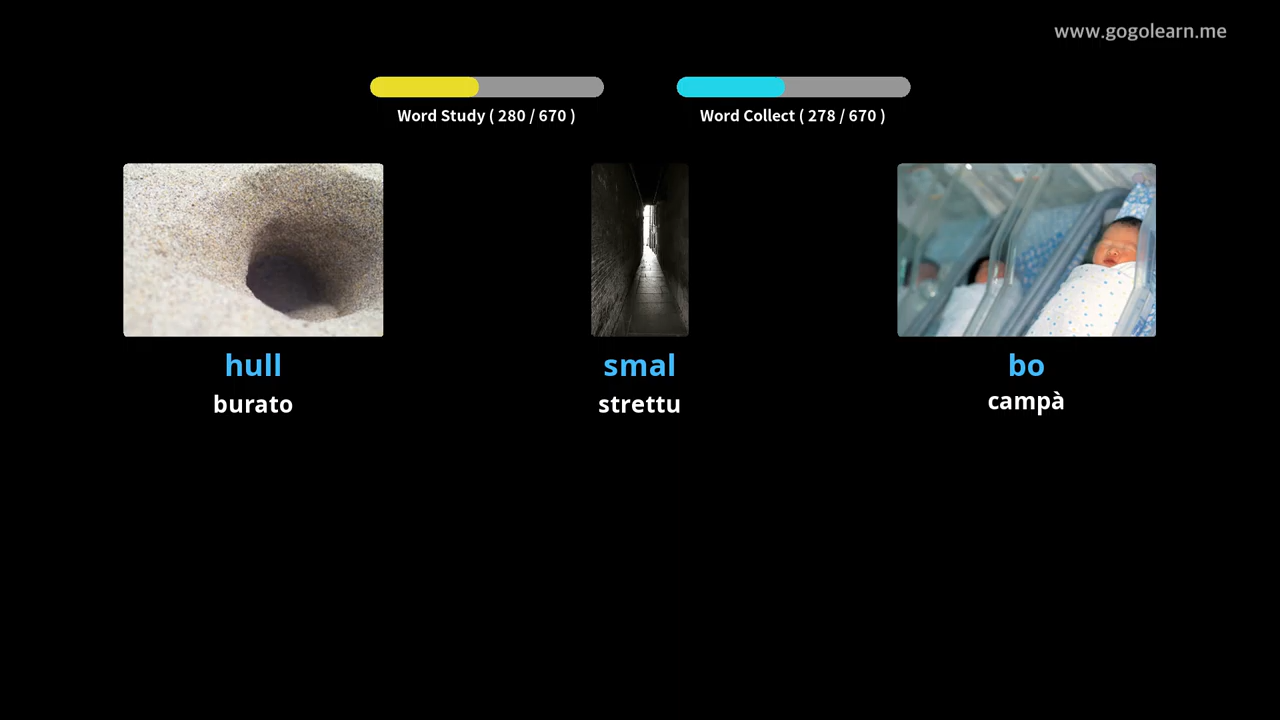 www.gogolearn.me
Word Study ( 280 / 670 )
Word Collect ( 278 / 670 )
hull
burato
smal
strettu
bo
campà